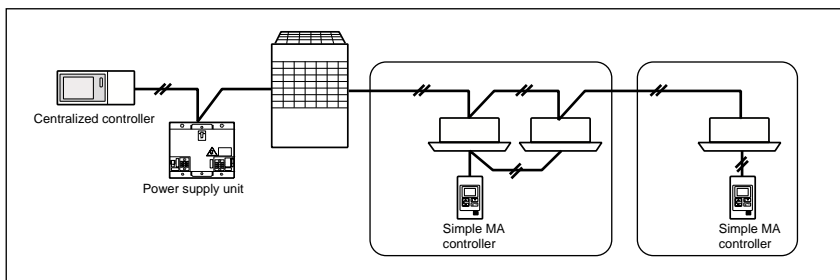 Centralized controller
Power supply unit
Simple MA
controller
Simple MA
controller